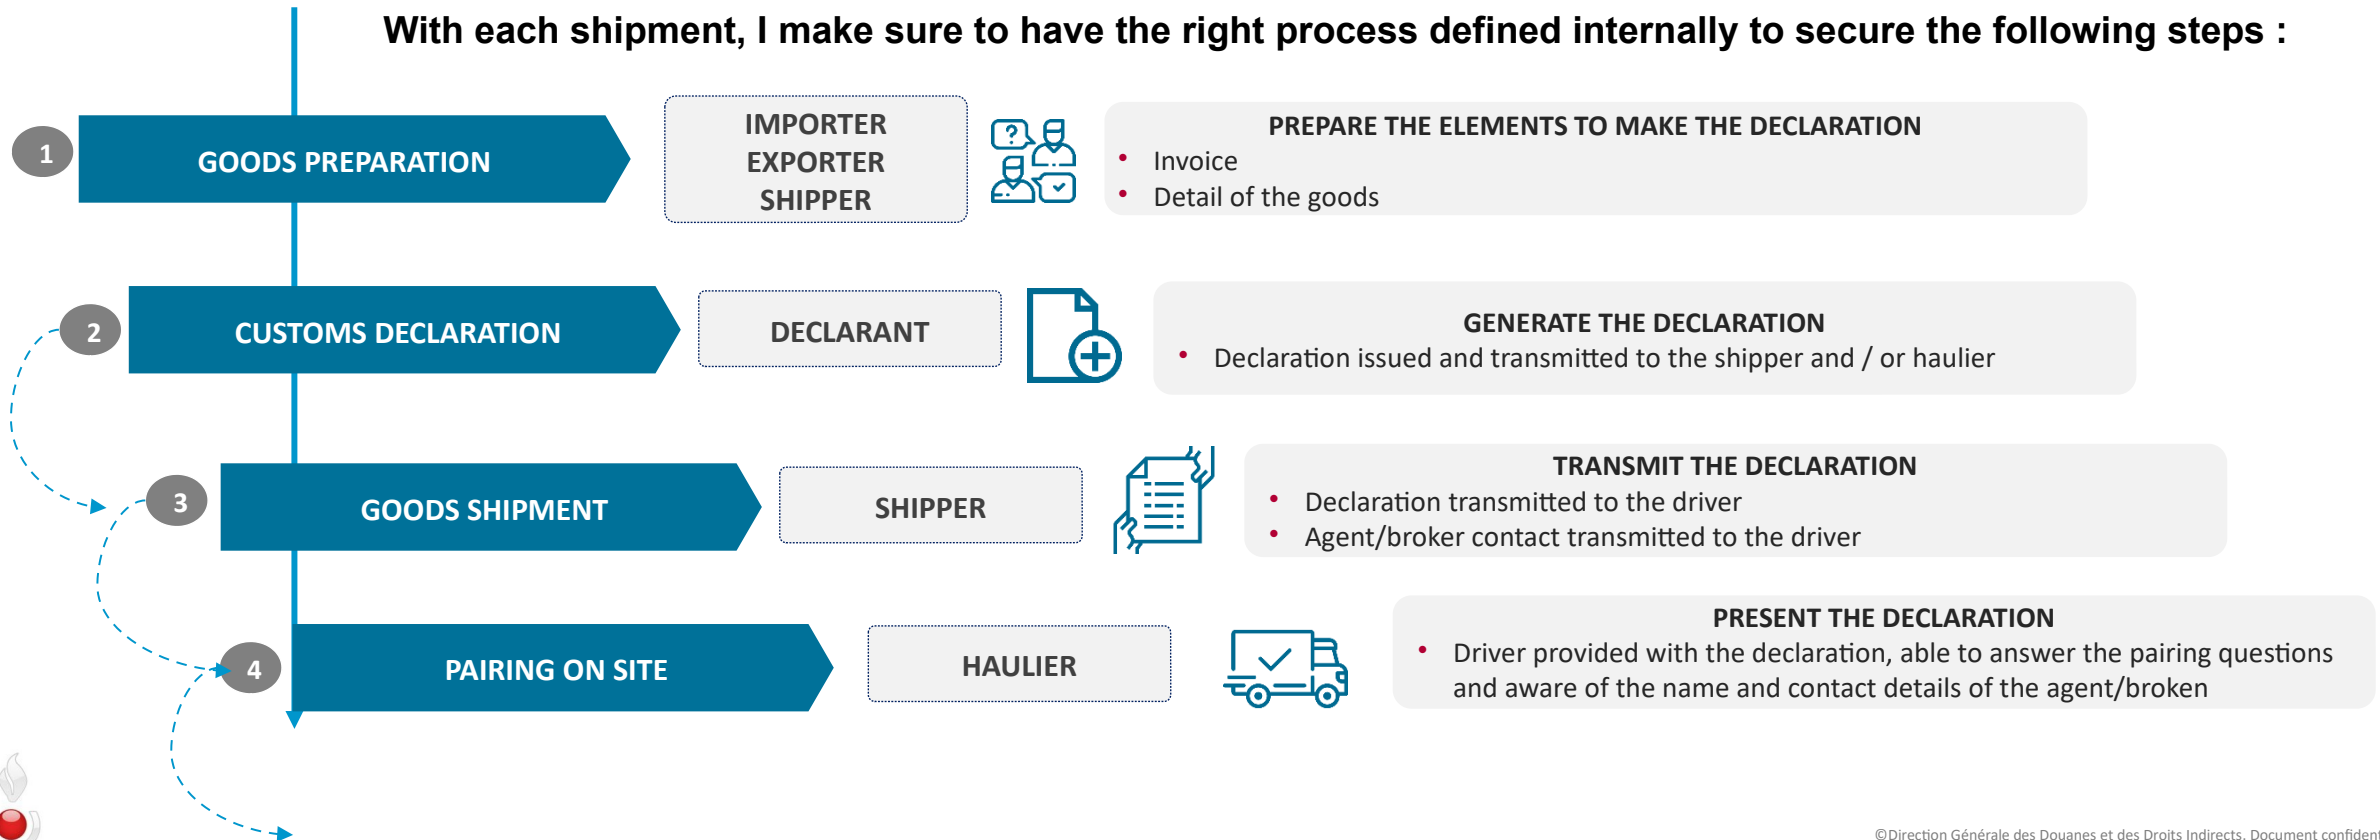 With each shipment, I make sure to have the right process defined internally to secure the following steps :
1
GOODS PREPARATION
IMPORTER
EXPORTER
SHIPPER
?
PREPARE THE ELEMENTS TO MAKE THE DECLARATION
• Invoice
• Detail of the goods
2
CUSTOMS DECLARATION
DECLARANT
GENERATE THE DECLARATION
• Declaration issued and transmitted to the shipper and / or haulier
3
GOODS SHIPMENT
SHIPPER
TRANSMIT THE DECLARATION
• Declaration transmitted to the driver
• Agent/broker contact transmitted to the driver
4
PAIRING ON SITE
HAULIER
PRESENT THE DECLARATION
• Driver provided with the declaration, able to answer the pairing questions
and aware of the name and contact details of the agent/broken
©Direction Générale des Douanes et des Droits Indirects. Document confident